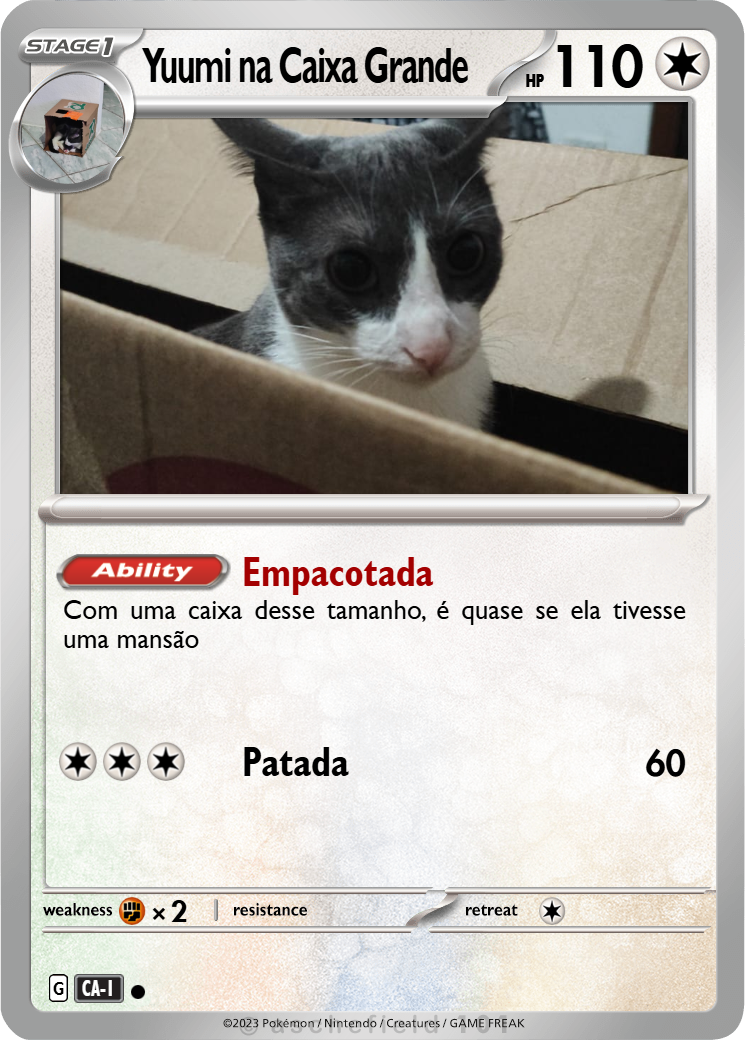 STAGE1
Yuumi na Caixa Grande
HP 110
Ability Empacotada
Com uma caixa desse tamanho, é quase se ela tivesse
uma mansão
Patada 60
weakness × 2 resistance retreat
G CA-I
©2023 Pokémon / Nintendo / Creatures / GAME FREAK